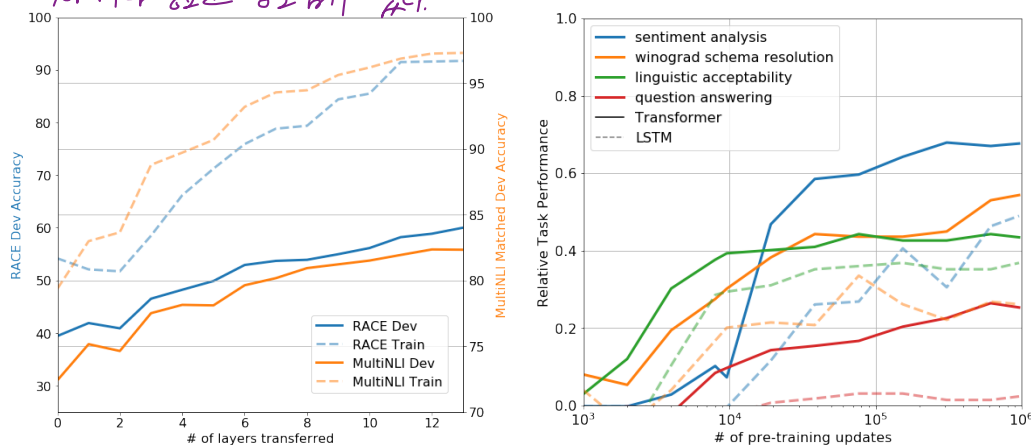 100
90
80
70
60
50
40
30
RACE Dev Accuracy
0 2 4 6 8 10 12
# of layers transferred
100
95
90
85
80
75
70
MultiNLI Matched Dev Accuracy
RACE Dev
RACE Train
MultiNLI Dev
MultiNLI Train
1.0
0.8
0.6
0.4
0.2
0.0
Relative Task Performance
sentiment analysis
winograd schema resolution
linguistic acceptability
question answering
Transformer
LSTM
10³ 10⁴ 10⁵ 10⁶
# of pre-training updates